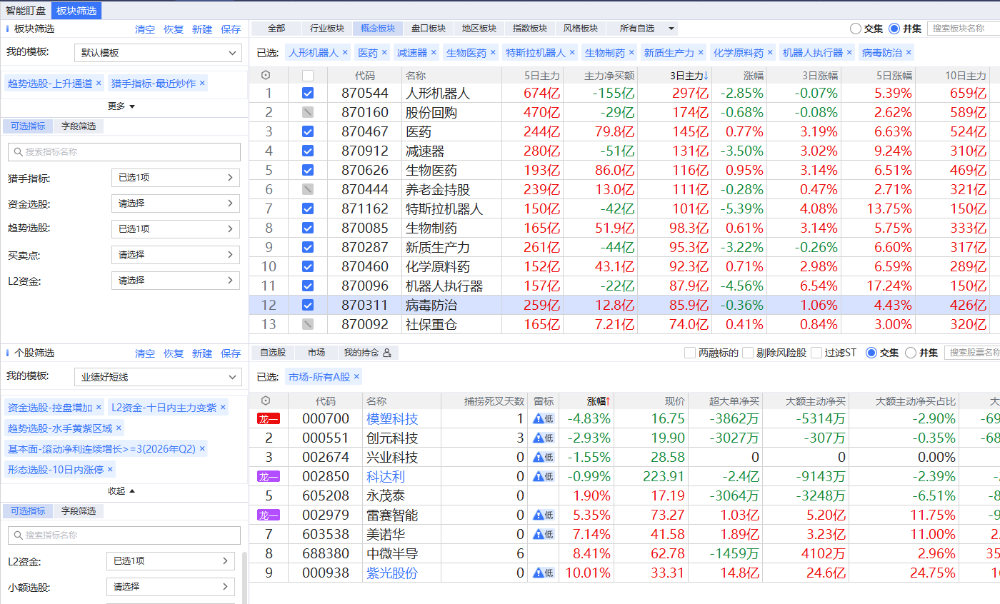 智能盯盘 板块筛选
板块筛选 清空 恢复 新建 保存
我的模板: 默认模板
趋势选股-上升通道 × 猎手指标-最近炒作 ×
更多
可选指标 字段筛选
搜索指标名称
猎手指标: 已选1项
资金选股: 请选择
趋势选股: 已选1项
买卖点: 请选择
L2资金: 请选择
全部 行业板块 概念板块 盘口板块 地区板块 指数板块 风格板块 所有自选 交集 并集 搜索板块名称
已选: 人形机器人 × 医药 × 减速器 × 生物医药 × 特斯拉机器人 × 生物制药 × 新质生产力 × 化学原料药 × 机器人执行器 × 病毒防治 ×
代码 名称 5日主力 主力净买额 3日主力↓ 涨幅 3日涨幅 5日涨幅 10日主力
1 870544 人形机器人 674亿 -155亿 297亿 -2.85% -0.07% 5.39% 659亿
2 870160 股份回购 470亿 -29亿 174亿 -0.68% -0.08% 2.62% 589亿
3 870467 医药 244亿 79.8亿 145亿 0.77% 3.19% 6.63% 524亿
4 870912 减速器 280亿 -51亿 131亿 -3.50% 3.02% 9.24% 310亿
5 870626 生物医药 193亿 86.0亿 116亿 0.95% 3.14% 6.51% 469亿
6 870444 养老金持股 239亿 13.0亿 111亿 -0.28% 0.47% 2.71% 321亿
7 871162 特斯拉机器人 150亿 -42亿 101亿 -5.39% 4.08% 13.75% 150亿
8 870085 生物制药 165亿 51.9亿 98.3亿 0.61% 3.14% 5.75% 333亿
9 870287 新质生产力 261亿 -44亿 95.3亿 -3.22% -0.26% 6.60% 317亿
10 870460 化学原料药 152亿 43.1亿 92.3亿 0.71% 2.98% 6.59% 289亿
11 870096 机器人执行器 157亿 -22亿 87.9亿 -4.56% 6.54% 17.24% 150亿
12 870311 病毒防治 259亿 12.8亿 85.9亿 -0.36% 1.06% 4.43% 426亿
13 870092 社保重仓 165亿 7.21亿 74.0亿 0.41% 0.84% 3.00% 320亿
个股筛选 清空 恢复 新建 保存
我的模板: 业绩好短线
资金选股-控盘增加 × L2资金-十日内主力变紫 ×
趋势选股-水手黄紫区域 ×
基本面-滚动净利连续增长>=3(2026年Q2) ×
形态选股-10日内涨停 ×
收起
可选指标 字段筛选
搜索指标名称
L2资金: 已选1项
小额选股: 请选择
自选股 市场 我的持仓 两融标的 剔除风险股 过滤ST 交集 并集 搜索股票名称
已选: 市场-所有A股 ×
代码 名称 捕捞死叉天数 雷标 涨幅↑ 现价 超大单净买 大额主动净买 大额主动净买占比 大
龙一 000700 模塑科技 1 低 -4.83% 16.75 -3862万 -5314万 -2.90% -69
2 000551 创元科技 3 低 -2.93% 19.90 -3027万 -307万 -0.35% -68
3 002674 兴业科技 0 低 -1.55% 28.58 0 0 0.00%
龙一 002850 科达利 0 低 -0.99% 223.91 -2.4亿 -9143万 -2.39% -
5 605208 永茂泰 0 1.90% 17.19 -3064万 -3248万 -6.51% -8
龙一 002979 雷赛智能 0 低 5.35% 73.27 1.03亿 5.20亿 11.75% -9
7 603538 美诺华 0 低 7.14% 41.58 1.89亿 3.23亿 11.00% 2.
8 688380 中微半导 6 8.41% 62.78 -1459万 4102万 2.96% 35
9 000938 紫光股份 0 低 10.01% 33.31 14.8亿 24.6亿 24.75% 1